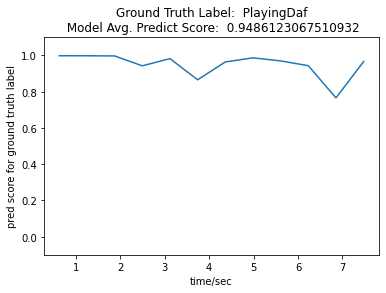 Ground Truth Label:  PlayingDaf
Model Avg. Predict Score:  0.9486123067510932
pred score for ground truth label
1.0
0.8
0.6
0.4
0.2
0.0
1 2 3 4 5 6 7
time/sec